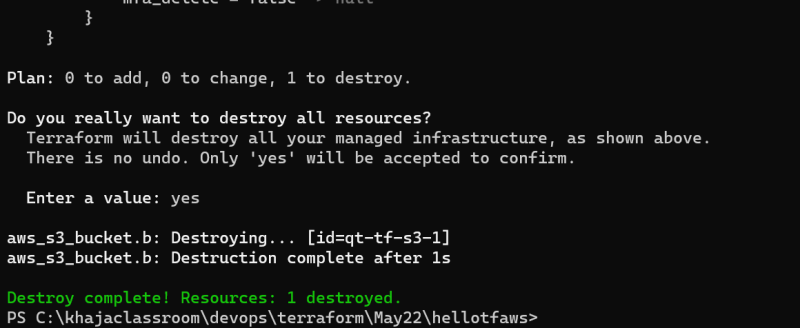 mfa_delete = false -> null
}
}
Plan: 0 to add, 0 to change, 1 to destroy.
Do you really want to destroy all resources?
Terraform will destroy all your managed infrastructure, as shown above.
There is no undo. Only 'yes' will be accepted to confirm.
Enter a value: yes
aws_s3_bucket.b: Destroying... [id=qt-tf-s3-1]
aws_s3_bucket.b: Destruction complete after 1s
Destroy complete! Resources: 1 destroyed.
PS C:\khajaclassroom\devops\terraform\May22\hellotfaws>